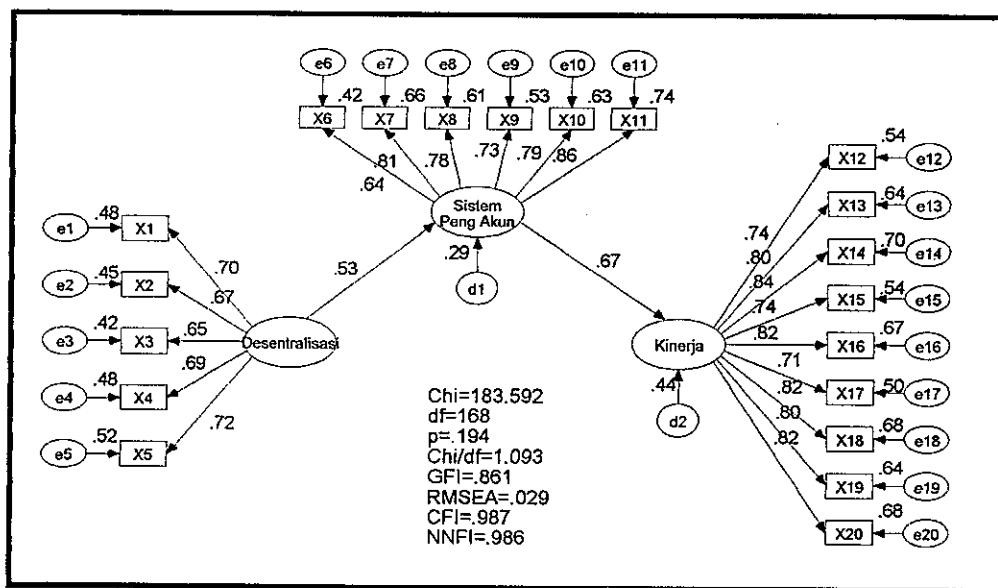 e6 e7 e8 e9 e10 e11
.42 .66 .61 .53 .63 .74
X6 X7 X8 X9 X10 X11
.64 .81 .78 .73 .79 .86
Sistem
Peng Akun
.29
d1
.53
.67
e1 .48 X1
e2 .45 X2
e3 .42 X3
e4 .48 X4
e5 .52 X5
.70
.67
.65
.69
.72
Desentralisasi
Kinerja
.44
d2
.74
.80
.84
.74
.82
.71
.82
.80
.82
X12 .54 e12
X13 .64 e13
X14 .70 e14
X15 .54 e15
X16 .67 e16
X17 .50 e17
X18 .68 e18
X19 .64 e19
X20 .68 e20
Chi=183.592
df=168
p=.194
Chi/df=1.093
GFI=.861
RMSEA=.029
CFI=.987
NNFI=.986